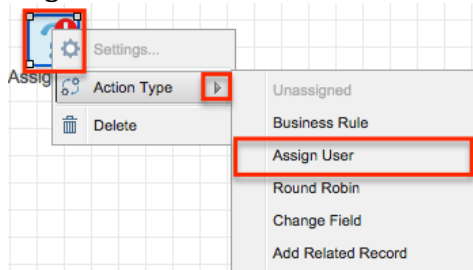 Settings...
Assig
Action Type
Delete
Unassigned
Business Rule
Assign User
Round Robin
Change Field
Add Related Record